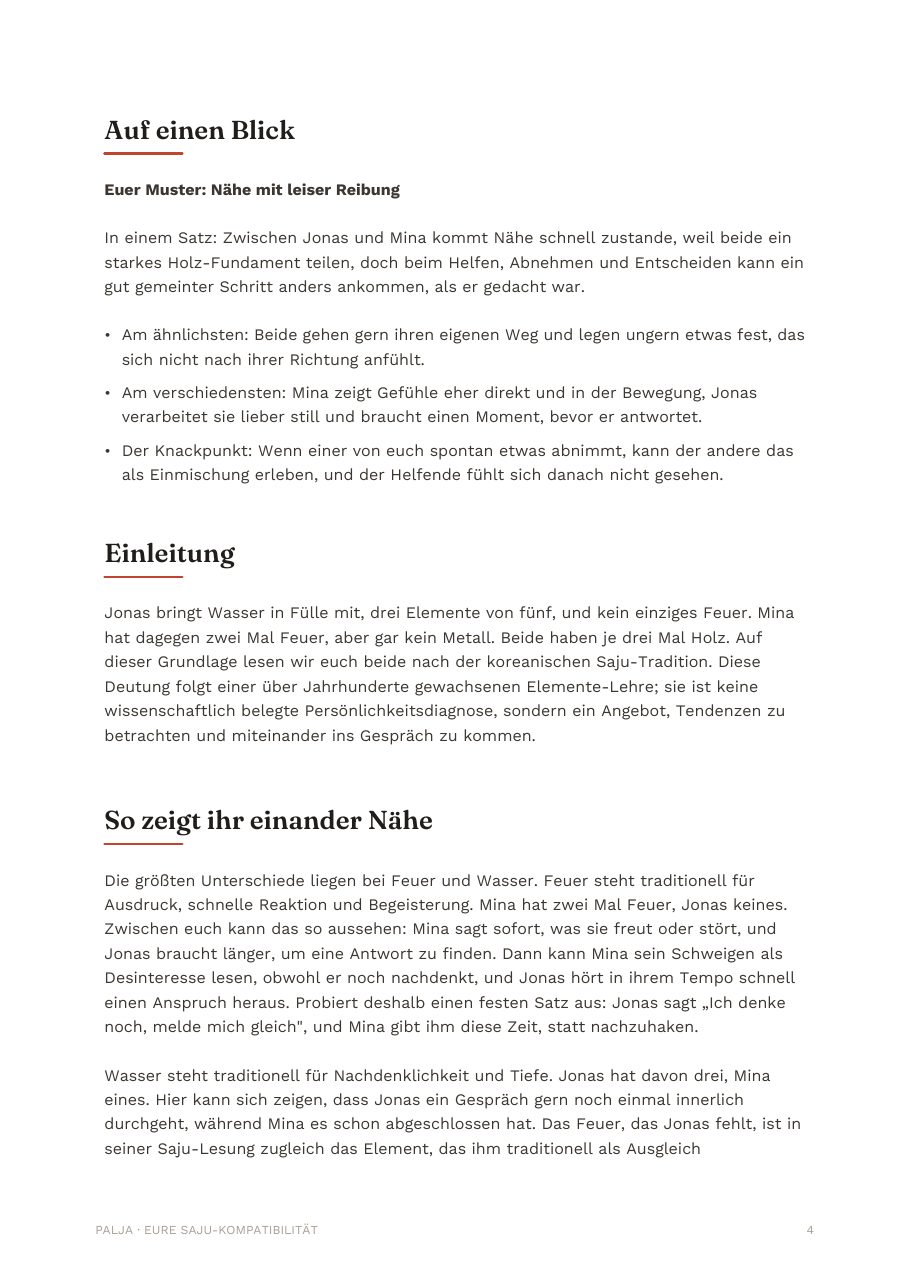 Auf einen Blick
Euer Muster: Nähe mit leiser Reibung
In einem Satz: Zwischen Jonas und Mina kommt Nähe schnell zustande, weil beide ein
starkes Holz-Fundament teilen, doch beim Helfen, Abnehmen und Entscheiden kann ein
gut gemeinter Schritt anders ankommen, als er gedacht war.
• Am ähnlichsten: Beide gehen gern ihren eigenen Weg und legen ungern etwas fest, das
sich nicht nach ihrer Richtung anfühlt.
• Am verschiedensten: Mina zeigt Gefühle eher direkt und in der Bewegung, Jonas
verarbeitet sie lieber still und braucht einen Moment, bevor er antwortet.
• Der Knackpunkt: Wenn einer von euch spontan etwas abnimmt, kann der andere das
als Einmischung erleben, und der Helfende fühlt sich danach nicht gesehen.
Einleitung
Jonas bringt Wasser in Fülle mit, drei Elemente von fünf, und kein einziges Feuer. Mina
hat dagegen zwei Mal Feuer, aber gar kein Metall. Beide haben je drei Mal Holz. Auf
dieser Grundlage lesen wir euch beide nach der koreanischen Saju-Tradition. Diese
Deutung folgt einer über Jahrhunderte gewachsenen Elemente-Lehre; sie ist keine
wissenschaftlich belegte Persönlichkeitsdiagnose, sondern ein Angebot, Tendenzen zu
betrachten und miteinander ins Gespräch zu kommen.
So zeigt ihr einander Nähe
Die größten Unterschiede liegen bei Feuer und Wasser. Feuer steht traditionell für
Ausdruck, schnelle Reaktion und Begeisterung. Mina hat zwei Mal Feuer, Jonas keines.
Zwischen euch kann das so aussehen: Mina sagt sofort, was sie freut oder stört, und
Jonas braucht länger, um eine Antwort zu finden. Dann kann Mina sein Schweigen als
Desinteresse lesen, obwohl er noch nachdenkt, und Jonas hört in ihrem Tempo schnell
einen Anspruch heraus. Probiert deshalb einen festen Satz aus: Jonas sagt „Ich denke
noch, melde mich gleich", und Mina gibt ihm diese Zeit, statt nachzuhaken.
Wasser steht traditionell für Nachdenklichkeit und Tiefe. Jonas hat davon drei, Mina
eines. Hier kann sich zeigen, dass Jonas ein Gespräch gern noch einmal innerlich
durchgeht, während Mina es schon abgeschlossen hat. Das Feuer, das Jonas fehlt, ist in
seiner Saju-Lesung zugleich das Element, das ihm traditionell als Ausgleich
PALJA · EURE SAJU-KOMPATIBILITÄT 4